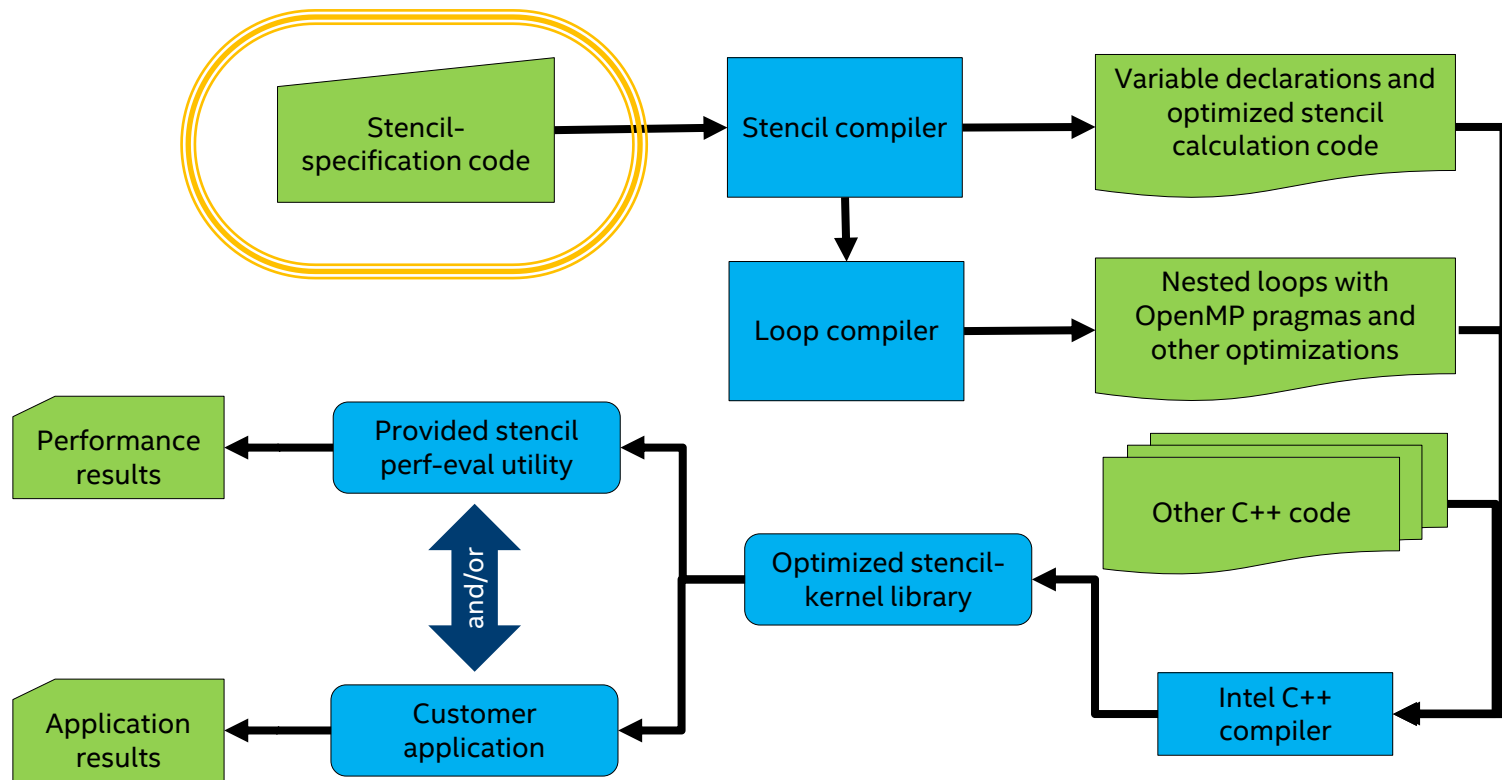 Stencil-
specification code
Stencil compiler
Variable declarations and
optimized stencil
calculation code
Loop compiler
Nested loops with
OpenMP pragmas and
other optimizations
Performance
results
Provided stencil
perf-eval utility
Other C++ code
and/or
Optimized stencil-
kernel library
Application
results
Customer
application
Intel C++
compiler